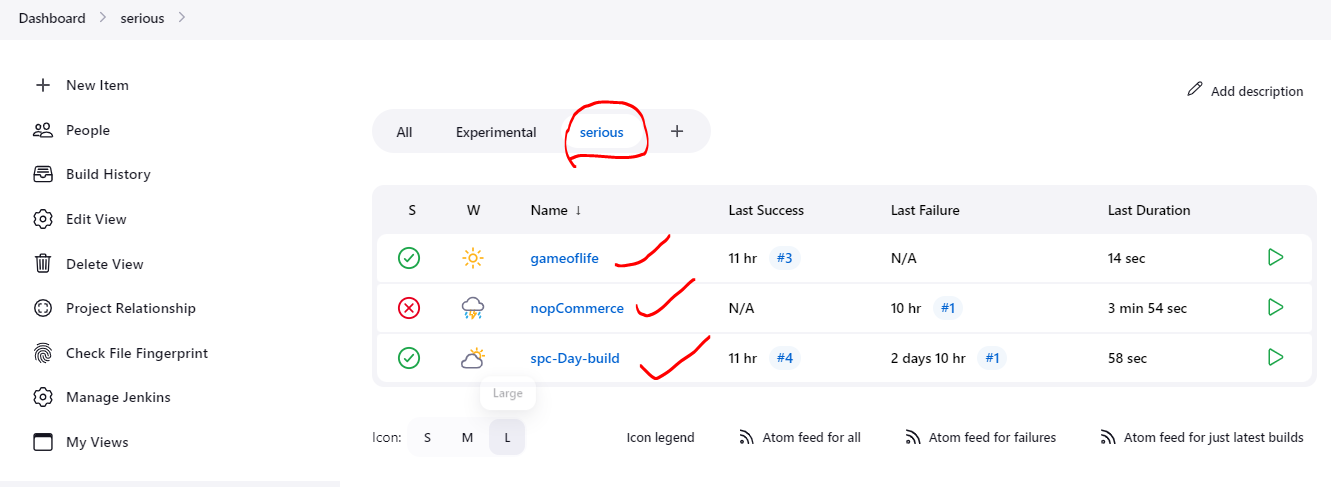 Dashboard > serious >
New Item
People
Build History
Edit View
Delete View
Project Relationship
Check File Fingerprint
Manage Jenkins
My Views
Add description
All Experimental serious +
S W Name ↓ Last Success Last Failure Last Duration
gameoflife 11 hr #3 N/A 14 sec
nopCommerce N/A 10 hr #1 3 min 54 sec
spc-Day-build 11 hr #4 2 days 10 hr #1 58 sec
Large
Icon: S M L Icon legend Atom feed for all Atom feed for failures Atom feed for just latest builds